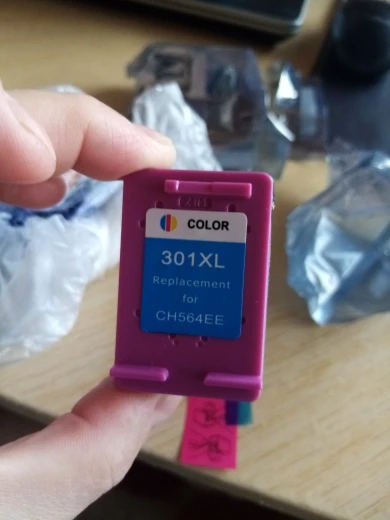 COLOR
301XL
Replacement
for
CH564EE